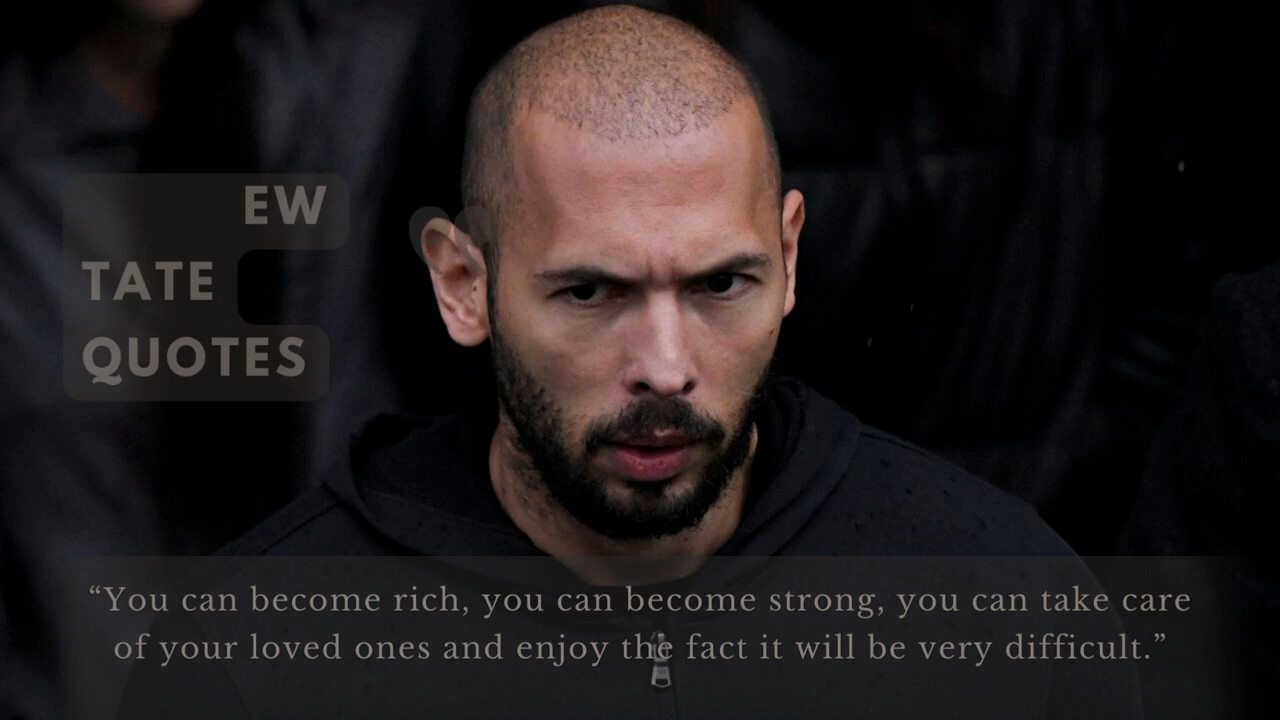 EW
TATE
QUOTES
“You can become rich, you can become strong, you can take care
of your loved ones and enjoy the fact it will be very difficult.”